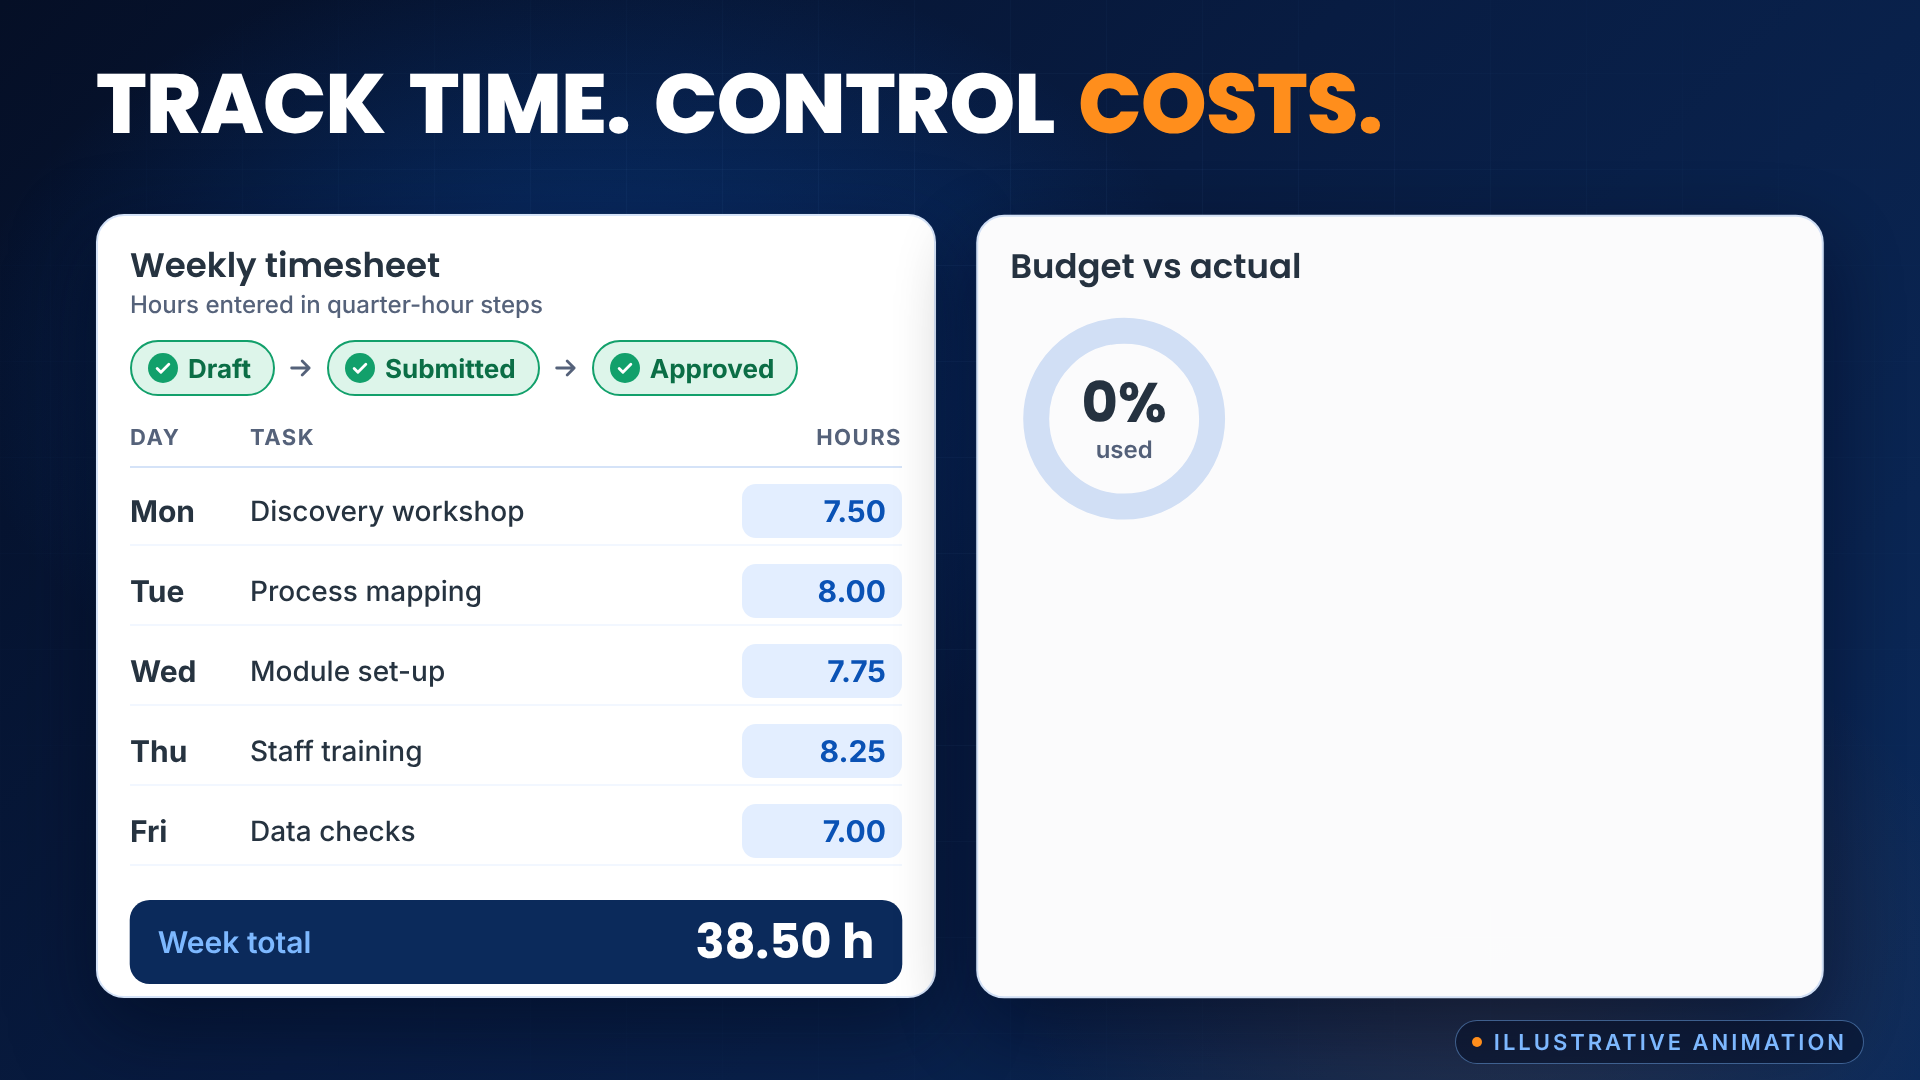 TRACK TIME. CONTROL COSTS.
Weekly timesheet
Hours entered in quarter-hour steps
Draft → Submitted → Approved
DAY TASK HOURS
Mon Discovery workshop 7.50
Tue Process mapping 8.00
Wed Module set-up 7.75
Thu Staff training 8.25
Fri Data checks 7.00
Week total 38.50 h
Budget vs actual
0%
used
ILLUSTRATIVE ANIMATION